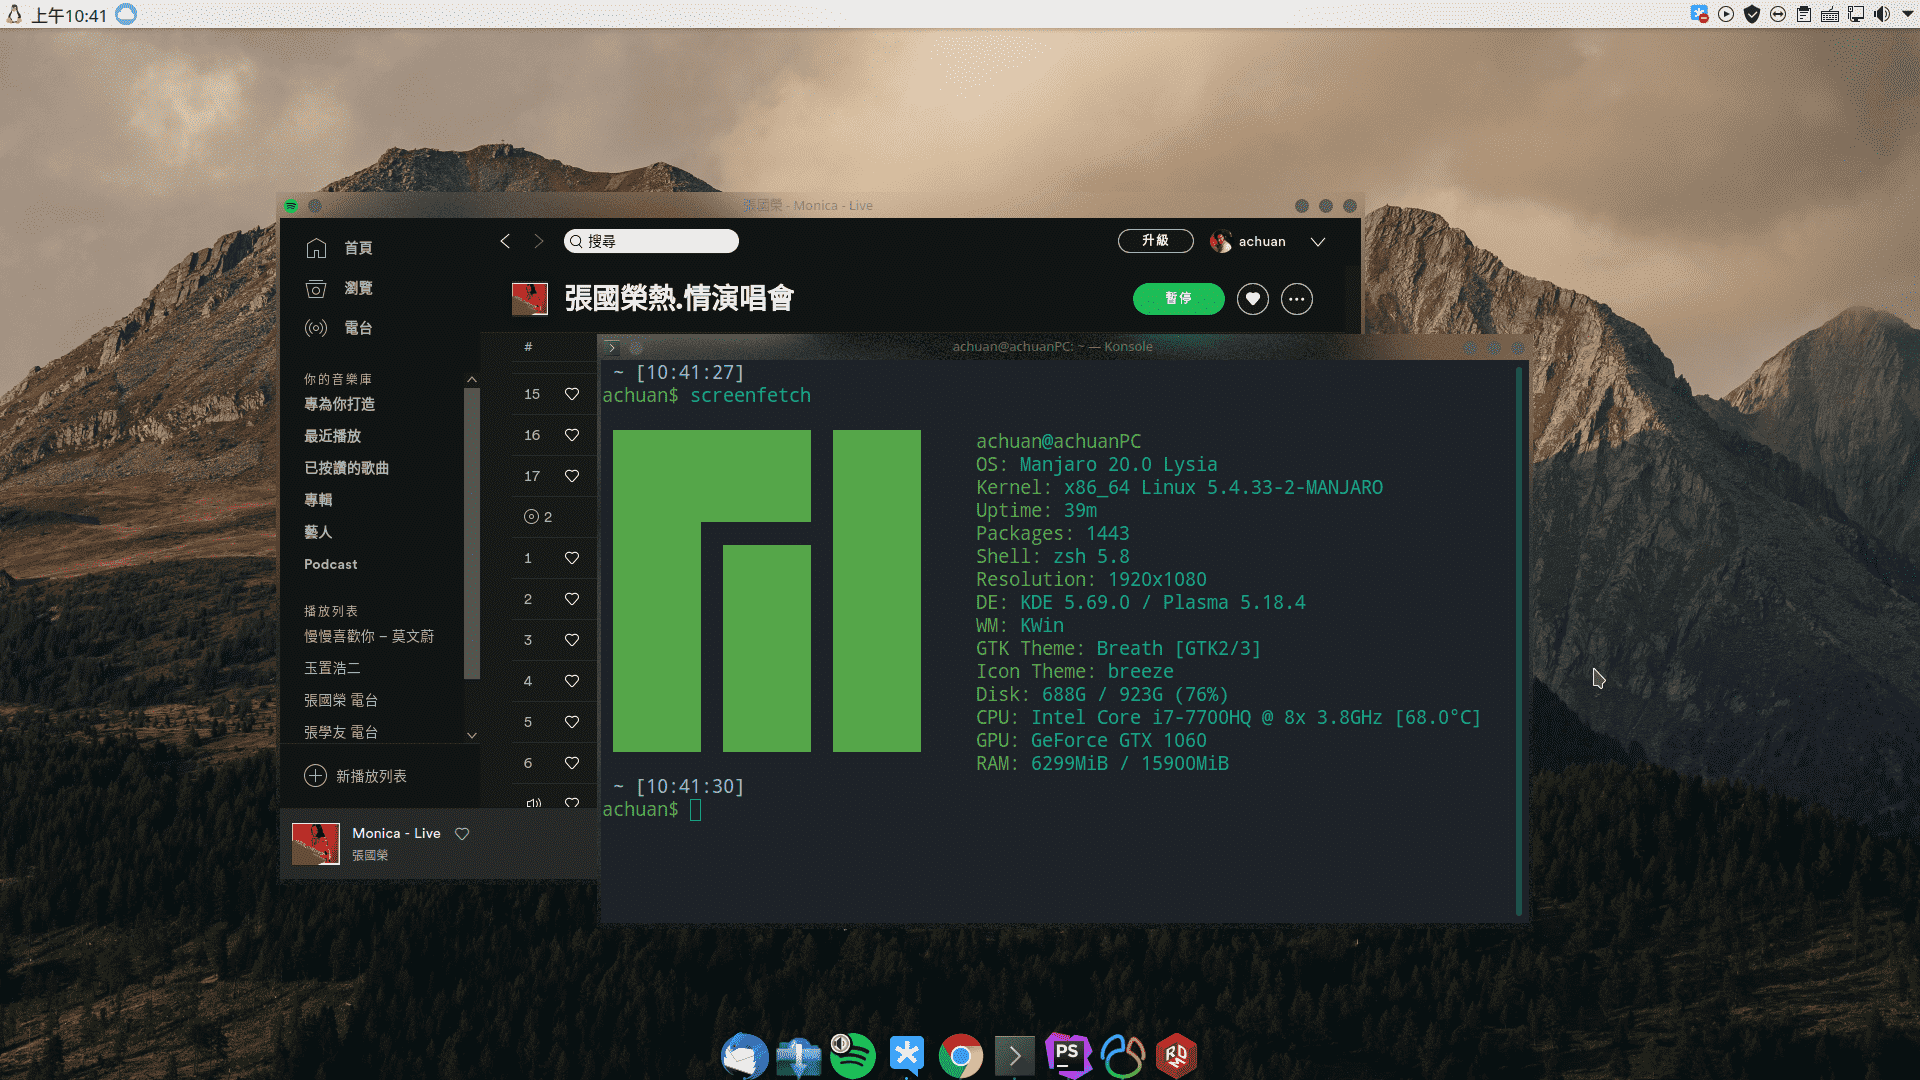 上午10:41
張國榮 - Monica - Live
首頁
瀏覽
電台
搜尋
升級
achuan
張國榮熱.情演唱會
暫停
你的音樂庫
專為你打造
最近播放
已按讚的歌曲
專輯
藝人
Podcast
播放列表
慢慢喜歡你 – 莫文蔚
玉置浩二
張國榮 電台
張學友 電台
新播放列表
#
15
16
17
2
1
2
3
4
5
6
Monica - Live
張國榮
achuan@achuanPC: ~ — Konsole
~ [10:41:27]
achuan$ screenfetch
achuan@achuanPC
OS: Manjaro 20.0 Lysia
Kernel: x86_64 Linux 5.4.33-2-MANJARO
Uptime: 39m
Packages: 1443
Shell: zsh 5.8
Resolution: 1920x1080
DE: KDE 5.69.0 / Plasma 5.18.4
WM: KWin
GTK Theme: Breath [GTK2/3]
Icon Theme: breeze
Disk: 688G / 923G (76%)
CPU: Intel Core i7-7700HQ @ 8x 3.8GHz [68.0°C]
GPU: GeForce GTX 1060
RAM: 6299MiB / 15900MiB
~ [10:41:30]
achuan$
PS
RDM